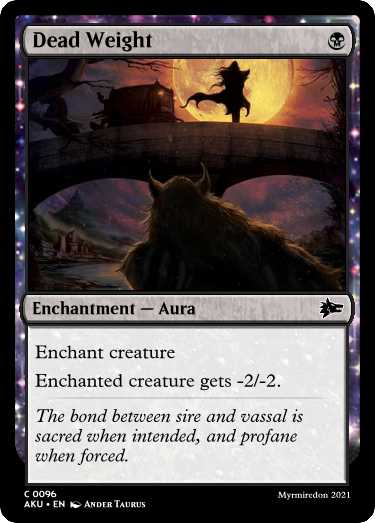 Dead Weight
Enchantment — Aura
Enchant creature
Enchanted creature gets -2/-2.
The bond between sire and vassal is
sacred when intended, and profane
when forced.
C 0096
Myrmiredon 2021
AKU • EN Ander Taurus